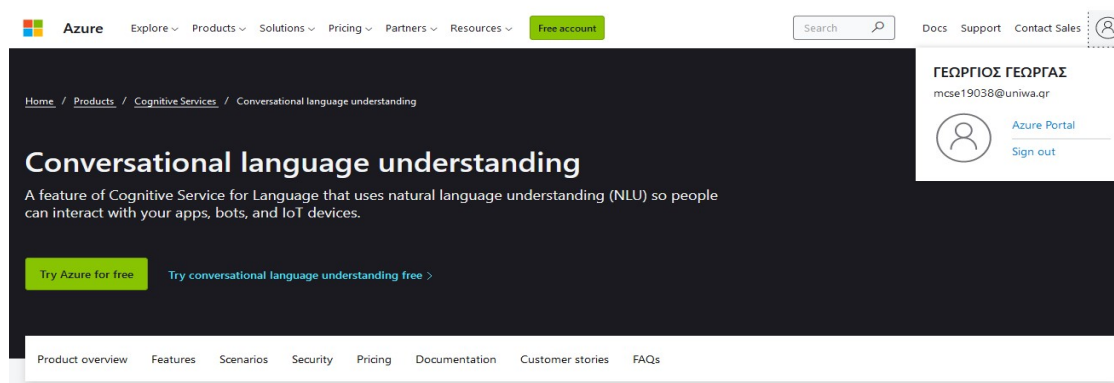 Azure Explore Products Solutions Pricing Partners Resources Free account Search Docs Support Contact Sales
ΓΕΩΡΓΙΟΣ ΓΕΩΡΓΑΣ
mcse19038@uniwa.gr
Azure Portal
Sign out
Home / Products / Cognitive Services / Conversational language understanding
Conversational language understanding
A feature of Cognitive Service for Language that uses natural language understanding (NLU) so people
can interact with your apps, bots, and IoT devices.
Try Azure for free Try conversational language understanding free >
Product overview Features Scenarios Security Pricing Documentation Customer stories FAQs